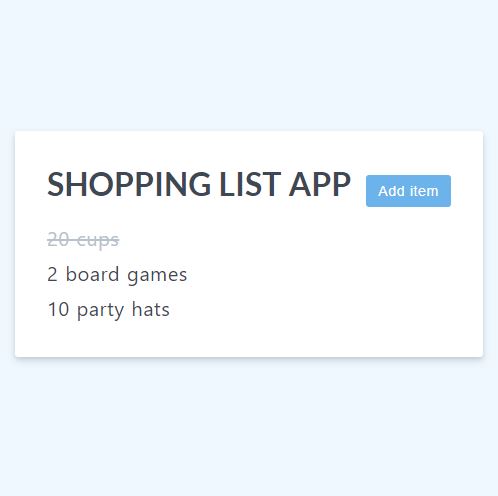 SHOPPING LIST APP
Add item
20 cups
2 board games
10 party hats